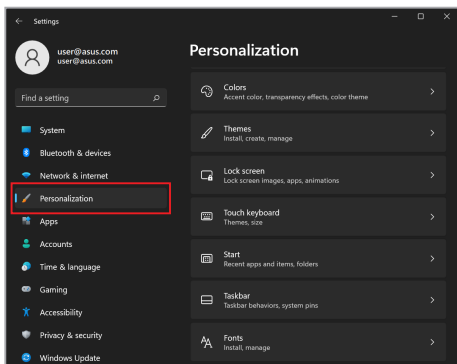 Settings
user@asus.com
user@asus.com
Find a setting
System
Bluetooth & devices
Network & internet
Personalization
Apps
Accounts
Time & language
Gaming
Accessibility
Privacy & security
Windows Update
Personalization
Colors
Accent color, transparency effects, color theme
Themes
Install, create, manage
Lock screen
Lock screen images, apps, animations
Touch keyboard
Themes, size
Start
Recent apps and items, folders
Taskbar
Taskbar behaviors, system pins
Fonts
Install, manage